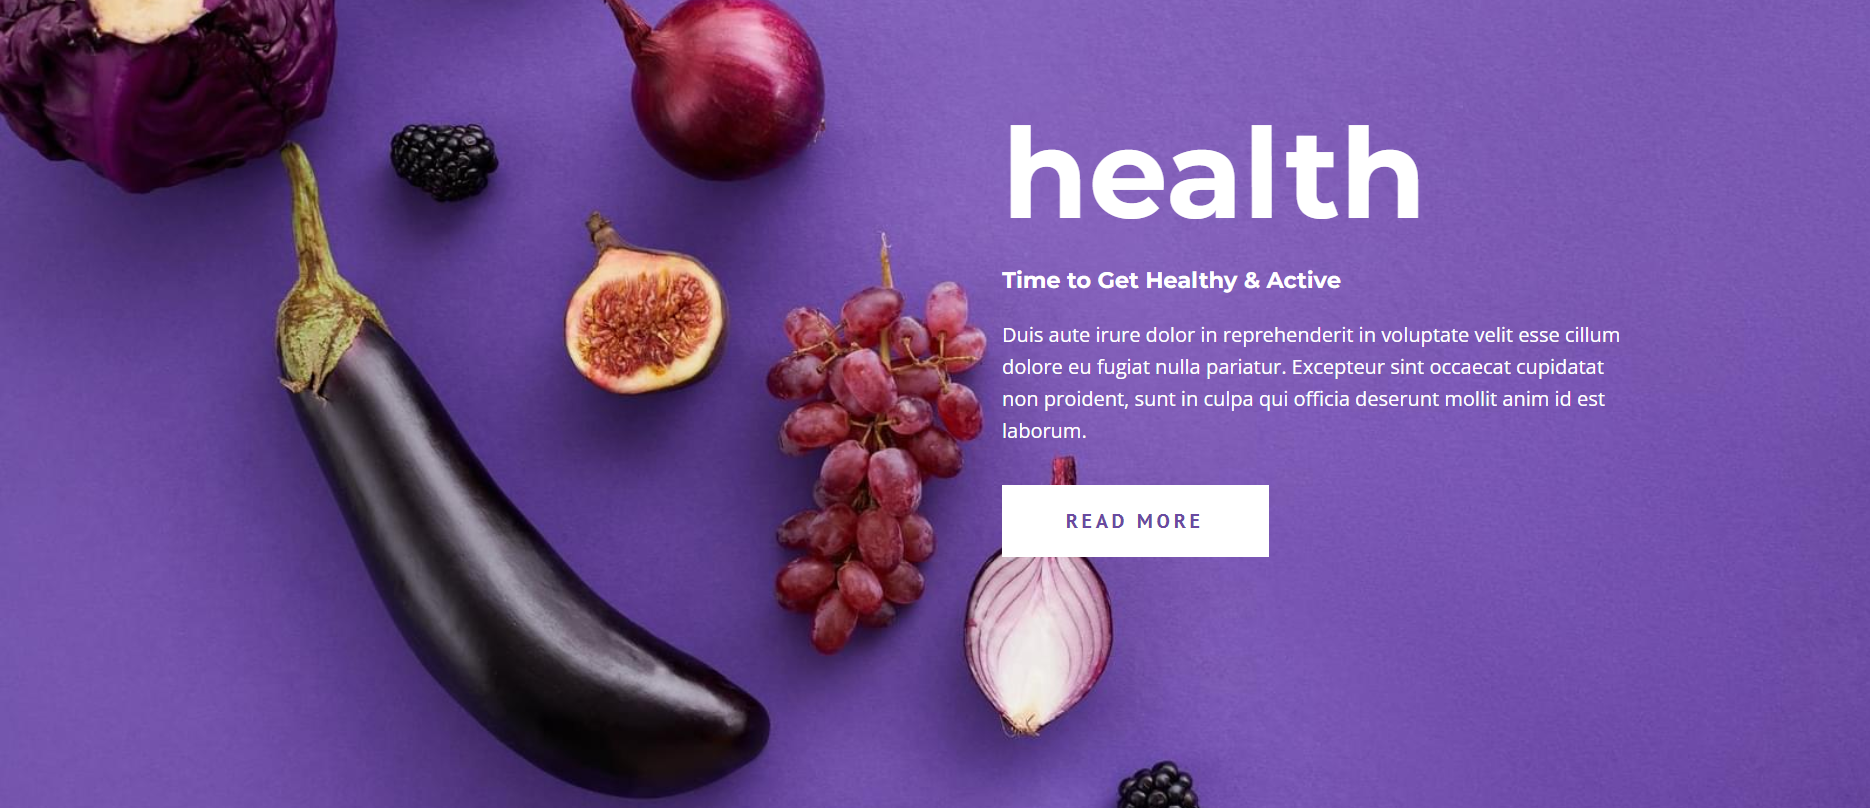 health
Time to Get Healthy & Active
Duis aute irure dolor in reprehenderit in voluptate velit esse cillum
dolore eu fugiat nulla pariatur. Excepteur sint occaecat cupidatat
non proident, sunt in culpa qui officia deserunt mollit anim id est
laborum.
READ MORE